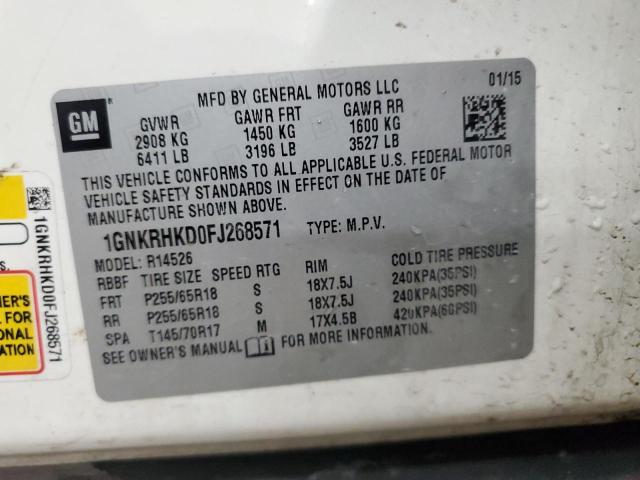 MFD BY GENERAL MOTORS LLC 01/15
GM
GVWR GAWR FRT GAWR RR
2908 KG 1450 KG 1600 KG
6411 LB 3196 LB 3527 LB
THIS VEHICLE CONFORMS TO ALL APPLICABLE U.S. FEDERAL MOTOR
VEHICLE SAFETY STANDARDS IN EFFECT ON THE DATE OF
MANUFACTURE SHOWN ABOVE.
1GNKRHKD0FJ268571 TYPE: M.P.V.
MODEL: R14526
RBBF TIRE SIZE SPEED RTG RIM COLD TIRE PRESSURE
FRT P255/65R18 S 18X7.5J 240KPA(35PSI)
RR P255/65R18 S 18X7.5J 240KPA(35PSI)
SPA T145/70R17 M 17X4.5B 420KPA(60PSI)
SEE OWNER'S MANUAL FOR MORE INFORMATION.
1GNKRHKD0FJ268571
NER'S
FOR
ONAL
ATION